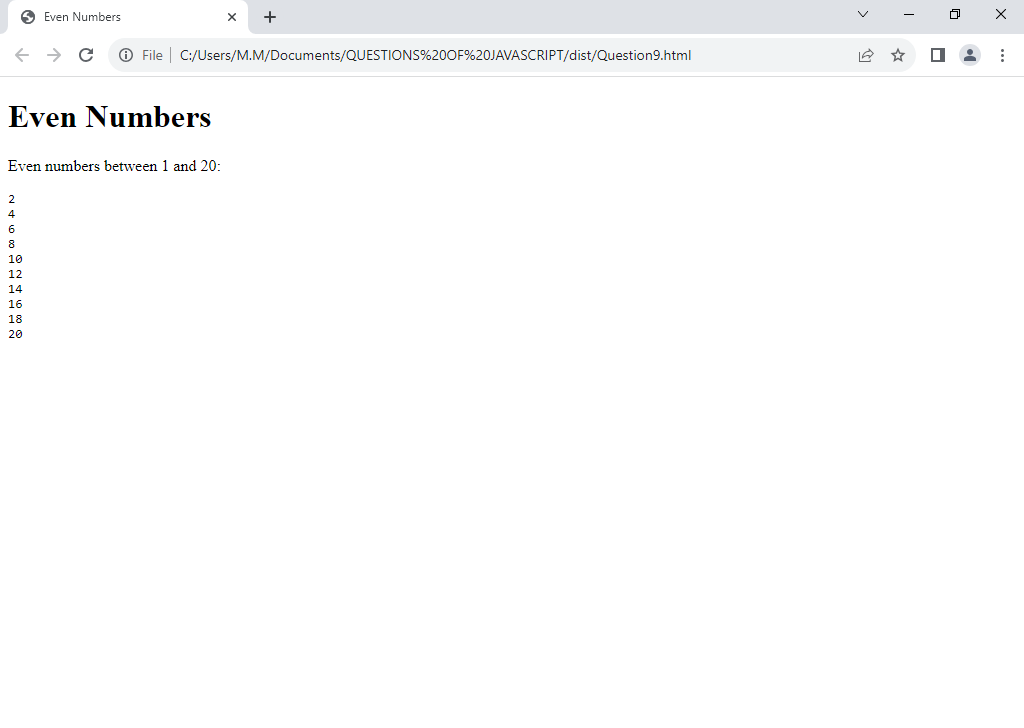 Even Numbers
File
C:/Users/M.M/Documents/QUESTIONS%20OF%20JAVASCRIPT/dist/Question9.html
Even Numbers
Even numbers between 1 and 20:
2
4
6
8
10
12
14
16
18
20